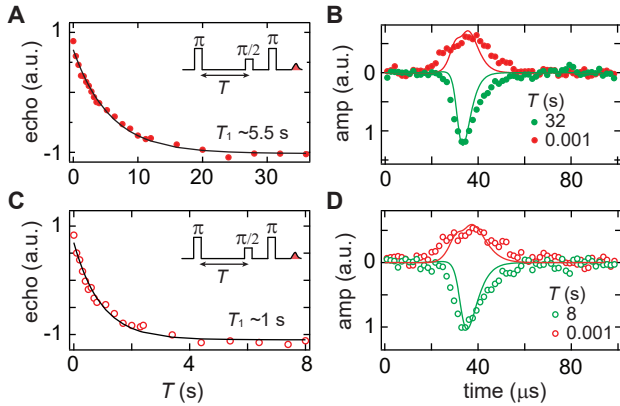 A
echo (a.u.)
1
-1
π
π/2
π
T
T₁ ~5.5 s
0
10
20
30
B
amp (a.u.)
0
1
T (s)
32
0.001
0
40
80
C
echo (a.u.)
1
-1
π
π/2
π
T
T₁ ~1 s
0
2
4
6
8
T (s)
D
amp (a.u.)
0
1
T (s)
8
0.001
0
40
80
time (μs)